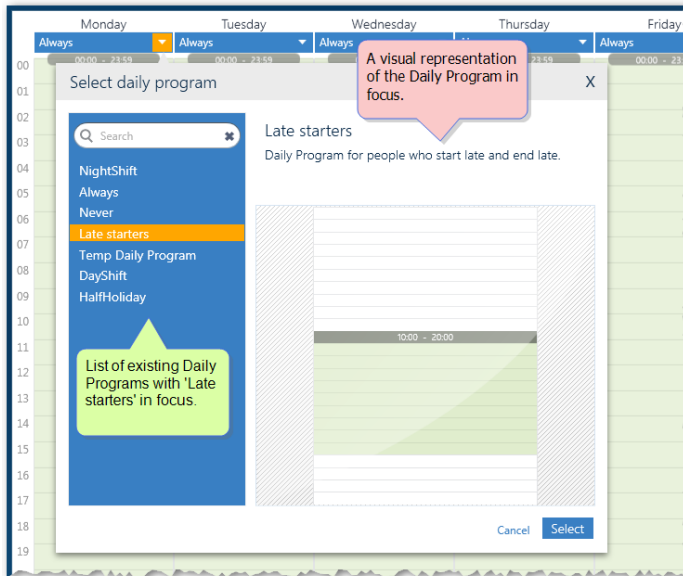 Monday Tuesday Wednesday Thursday Friday
Always Always Always Always
00:00 - 23:59 00:00 - 23:59 23:59 00:00 - 23
00
01
02
03
04
05
06
07
08
09
10
11
12
13
14
15
16
17
18
19
Select daily program X
A visual representation
of the Daily Program in
focus.
Search
NightShift
Always
Never
Late starters
Temp Daily Program
DayShift
HalfHoliday
List of existing Daily
Programs with 'Late
starters' in focus.
Late starters
Daily Program for people who start late and end late.
10:00 - 20:00
Cancel Select